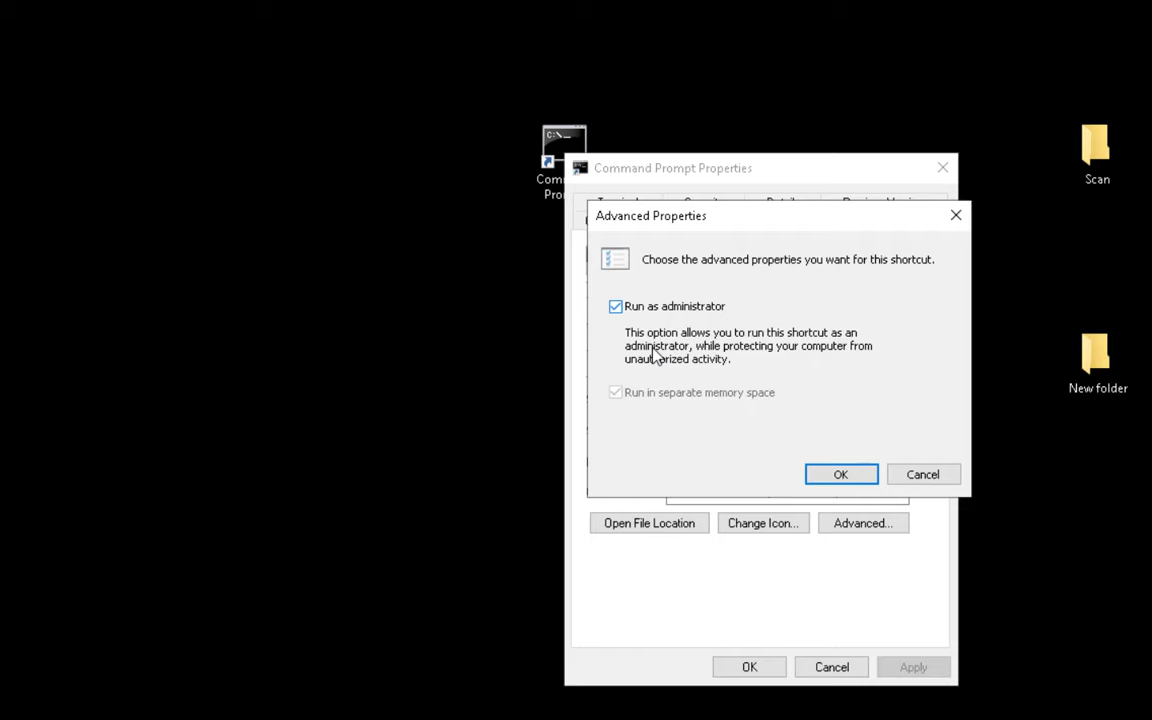 C:\
Command Prompt Properties
Scan
Advanced Properties
Choose the advanced properties you want for this shortcut.
Run as administrator
This option allows you to run this shortcut as an
administrator, while protecting your computer from
unauthorized activity.
Run in separate memory space
New folder
OK
Cancel
Open File Location
Change Icon...
Advanced...
OK
Cancel
Apply